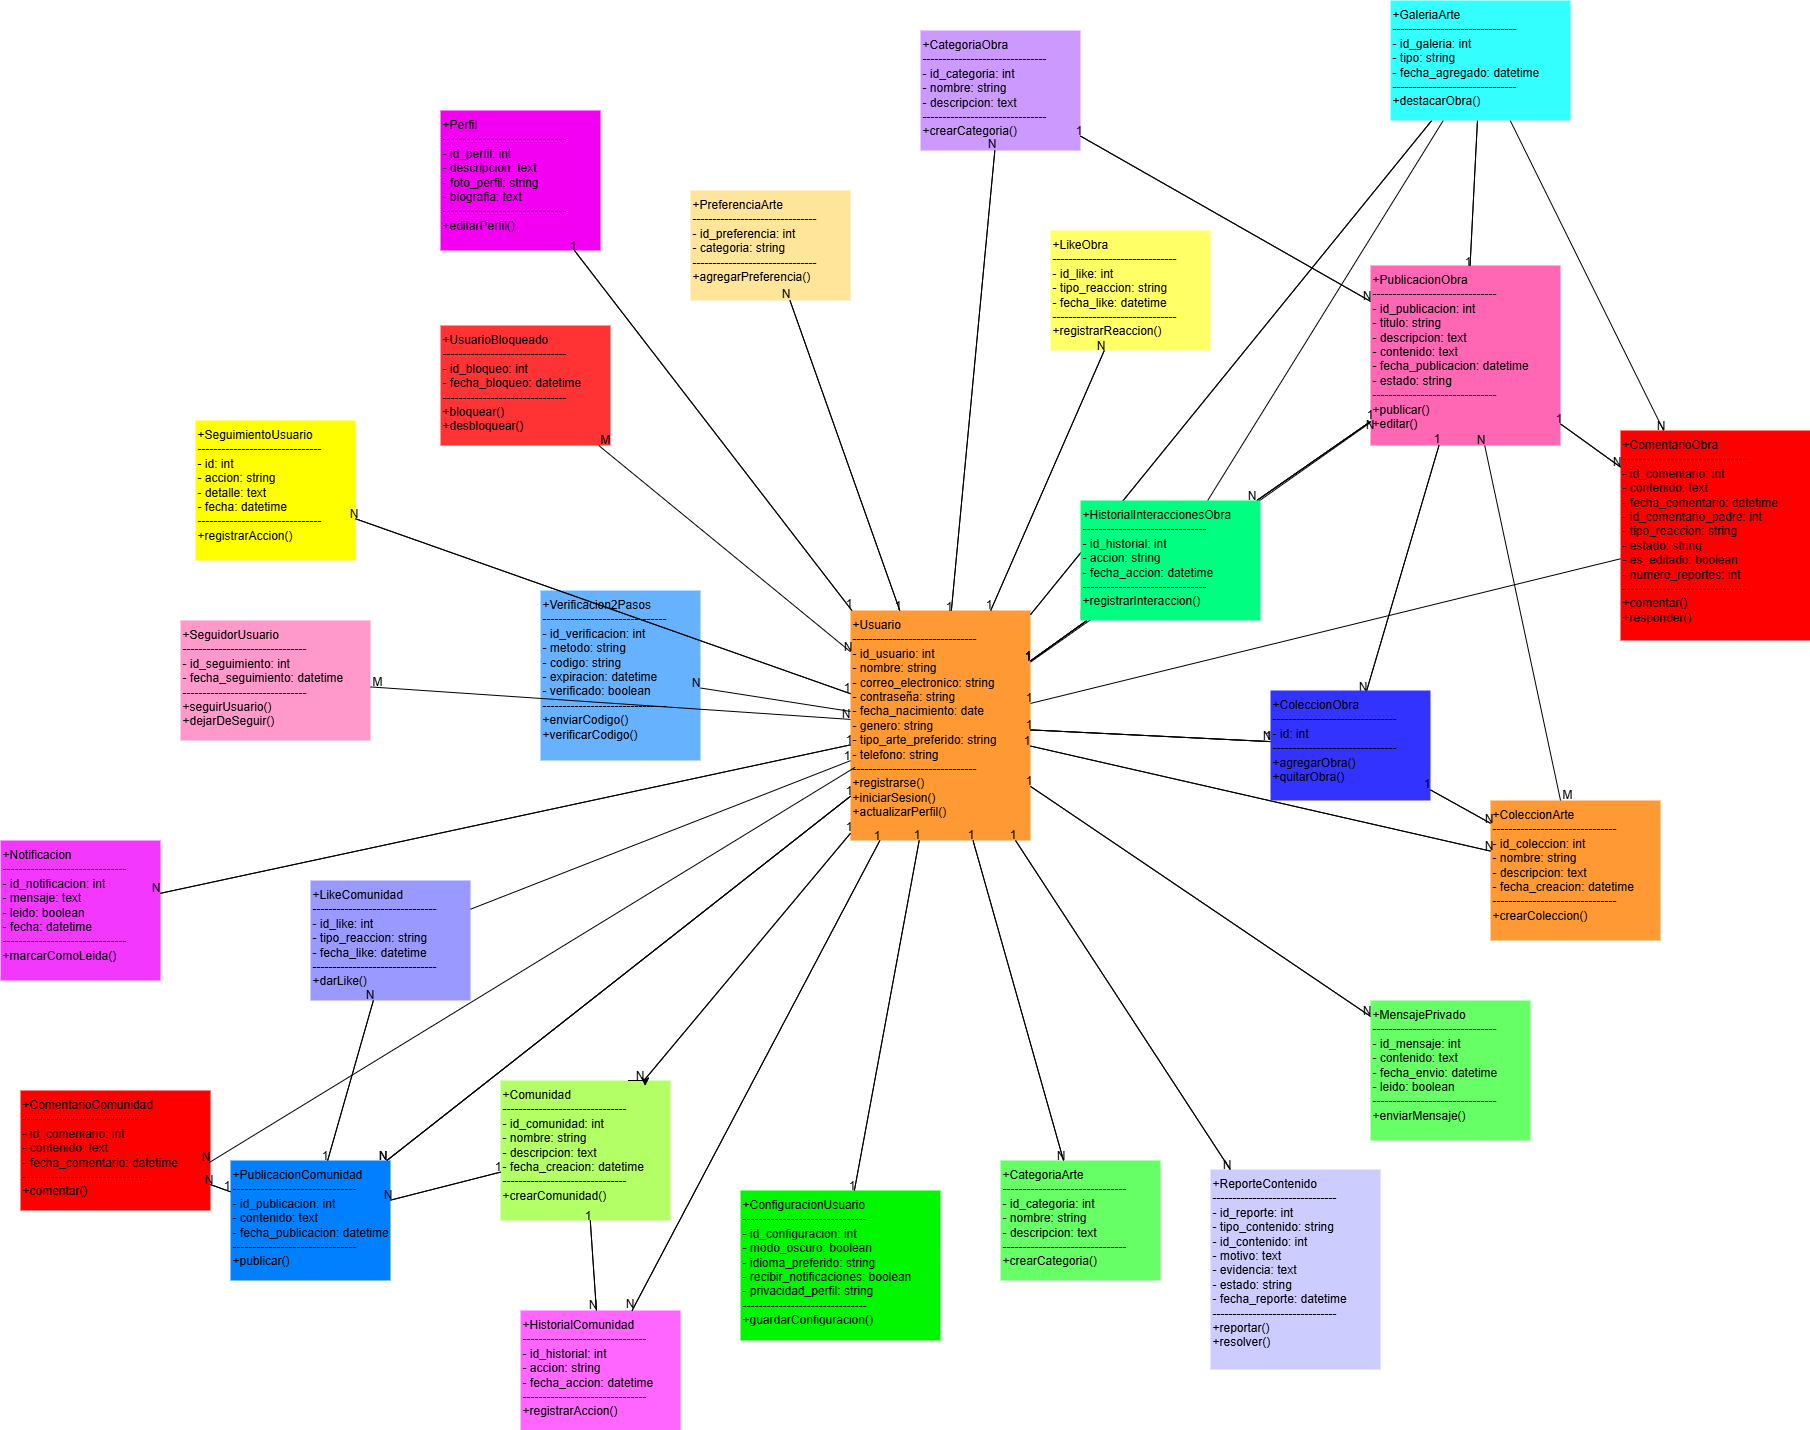 +GaleriaArte
------------------------------
- id_galeria: int
- tipo: string
- fecha_agregado: datetime
------------------------------
+destacarObra()
+CategoriaObra
------------------------------
- id_categoria: int
- nombre: string
- descripcion: text
------------------------------
+crearCategoria()
N
1
+Perfil
------------------------------
- id_perfil: int
- descripcion: text
- foto_perfil: string
- biografia: text
------------------------------
+editarPerfil()
1
+PreferenciaArte
------------------------------
- id_preferencia: int
- categoria: string
------------------------------
+agregarPreferencia()
N
+LikeObra
------------------------------
- id_like: int
- tipo_reaccion: string
- fecha_like: datetime
------------------------------
+registrarReaccion()
N
1
N
+PublicacionObra
------------------------------
- id_publicacion: int
- titulo: string
- descripcion: text
- contenido: text
- fecha_publicacion: datetime
- estado: string
------------------------------
+publicar()
+editar()
1
N
1
N
1
+UsuarioBloqueado
------------------------------
- id_bloqueo: int
- fecha_bloqueo: datetime
------------------------------
+bloquear()
+desbloquear()
M
+SeguimientoUsuario
------------------------------
- id: int
- accion: string
- detalle: text
- fecha: datetime
------------------------------
+registrarAccion()
N
N
N
+ComentarioObra
------------------------------
- id_comentario: int
- contenido: text
- fecha_comentario: datetime
- id_comentario_padre: int
- tipo_reaccion: string
- estado: string
- es_editado: boolean
- numero_reportes: int
------------------------------
+comentar()
+responder()
N
+HistorialInteraccionesObra
------------------------------
- id_historial: int
- accion: string
- fecha_accion: datetime
------------------------------
+registrarInteraccion()
+Verificacion2Pasos
------------------------------
- id_verificacion: int
- metodo: string
- codigo: string
- expiracion: datetime
- verificado: boolean
------------------------------
+enviarCodigo()
+verificarCodigo()
N
+SeguidorUsuario
------------------------------
- id_seguimiento: int
- fecha_seguimiento: datetime
------------------------------
+seguirUsuario()
+dejarDeSeguir()
M
1
1
1
1
+Usuario
------------------------------
- id_usuario: int
- nombre: string
- correo_electronico: string
- contraseña: string
- fecha_nacimiento: date
- genero: string
- tipo_arte_preferido: string
- telefono: string
------------------------------
+registrarse()
+iniciarSesion()
+actualizarPerfil()
N
1
N
1
1
1
1
1
1
1
1
1
1
1
1
1
1
N
N
1
+ColeccionObra
------------------------------
- id: int
------------------------------
+agregarObra()
+quitarObra()
1
M
N
N
+ColeccionArte
------------------------------
- id_coleccion: int
- nombre: string
- descripcion: text
- fecha_creacion: datetime
------------------------------
+crearColeccion()
+Notificacion
------------------------------
- id_notificacion: int
- mensaje: text
- leido: boolean
- fecha: datetime
------------------------------
+marcarComoLeida()
N
+LikeComunidad
------------------------------
- id_like: int
- tipo_reaccion: string
- fecha_like: datetime
------------------------------
+darLike()
N
N
+MensajePrivado
------------------------------
- id_mensaje: int
- contenido: text
- fecha_envio: datetime
- leido: boolean
------------------------------
+enviarMensaje()
+ComentarioComunidad
------------------------------
- id_comentario: int
- contenido: text
- fecha_comentario: datetime
------------------------------
+comentar()
N
N
1
1
N
N
+PublicacionComunidad
------------------------------
- id_publicacion: int
- contenido: text
- fecha_publicacion: datetime
------------------------------
+publicar()
N
1
+Comunidad
------------------------------
- id_comunidad: int
- nombre: string
- descripcion: text
- fecha_creacion: datetime
------------------------------
+crearComunidad()
1
N
N
+HistorialComunidad
------------------------------
- id_historial: int
- accion: string
- fecha_accion: datetime
------------------------------
+registrarAccion()
1
+ConfiguracionUsuario
------------------------------
- id_configuracion: int
- modo_oscuro: boolean
- idioma_preferido: string
- recibir_notificaciones: boolean
- privacidad_perfil: string
------------------------------
+guardarConfiguracion()
N
+CategoriaArte
------------------------------
- id_categoria: int
- nombre: string
- descripcion: text
------------------------------
+crearCategoria()
N
+ReporteContenido
------------------------------
- id_reporte: int
- tipo_contenido: string
- id_contenido: int
- motivo: text
- evidencia: text
- estado: string
- fecha_reporte: datetime
------------------------------
+reportar()
+resolver()